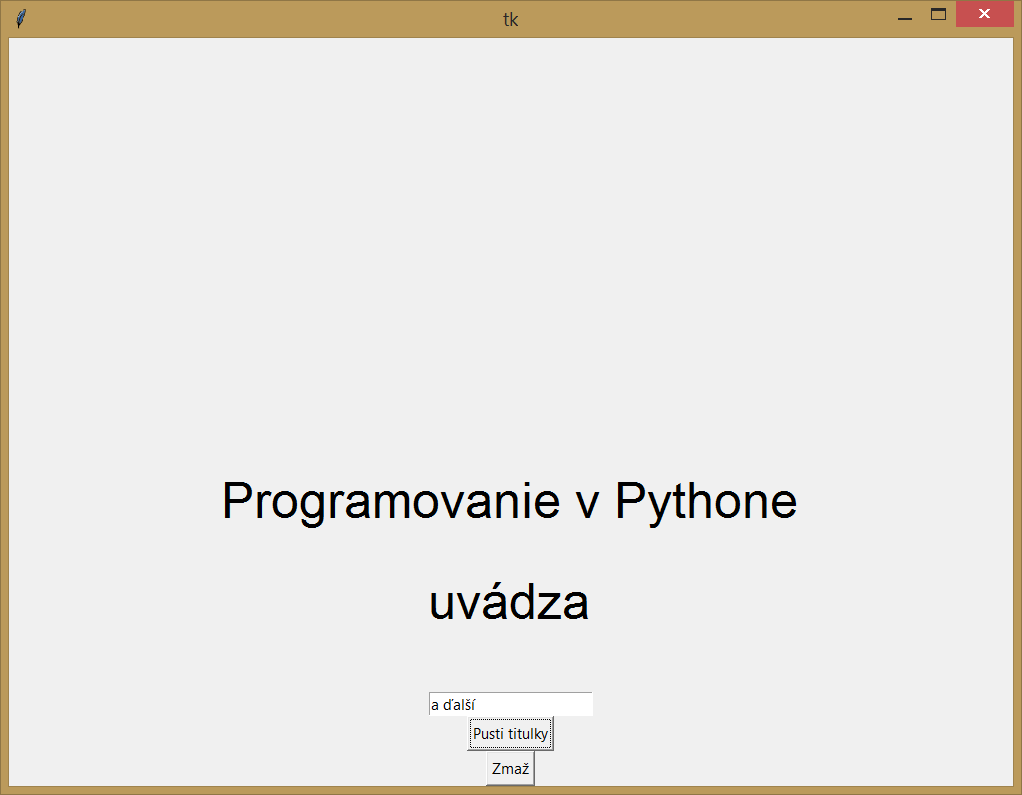 tk
Programovanie v Pythone
uvádza
a ďalší
Pusti titulky
Zmaž